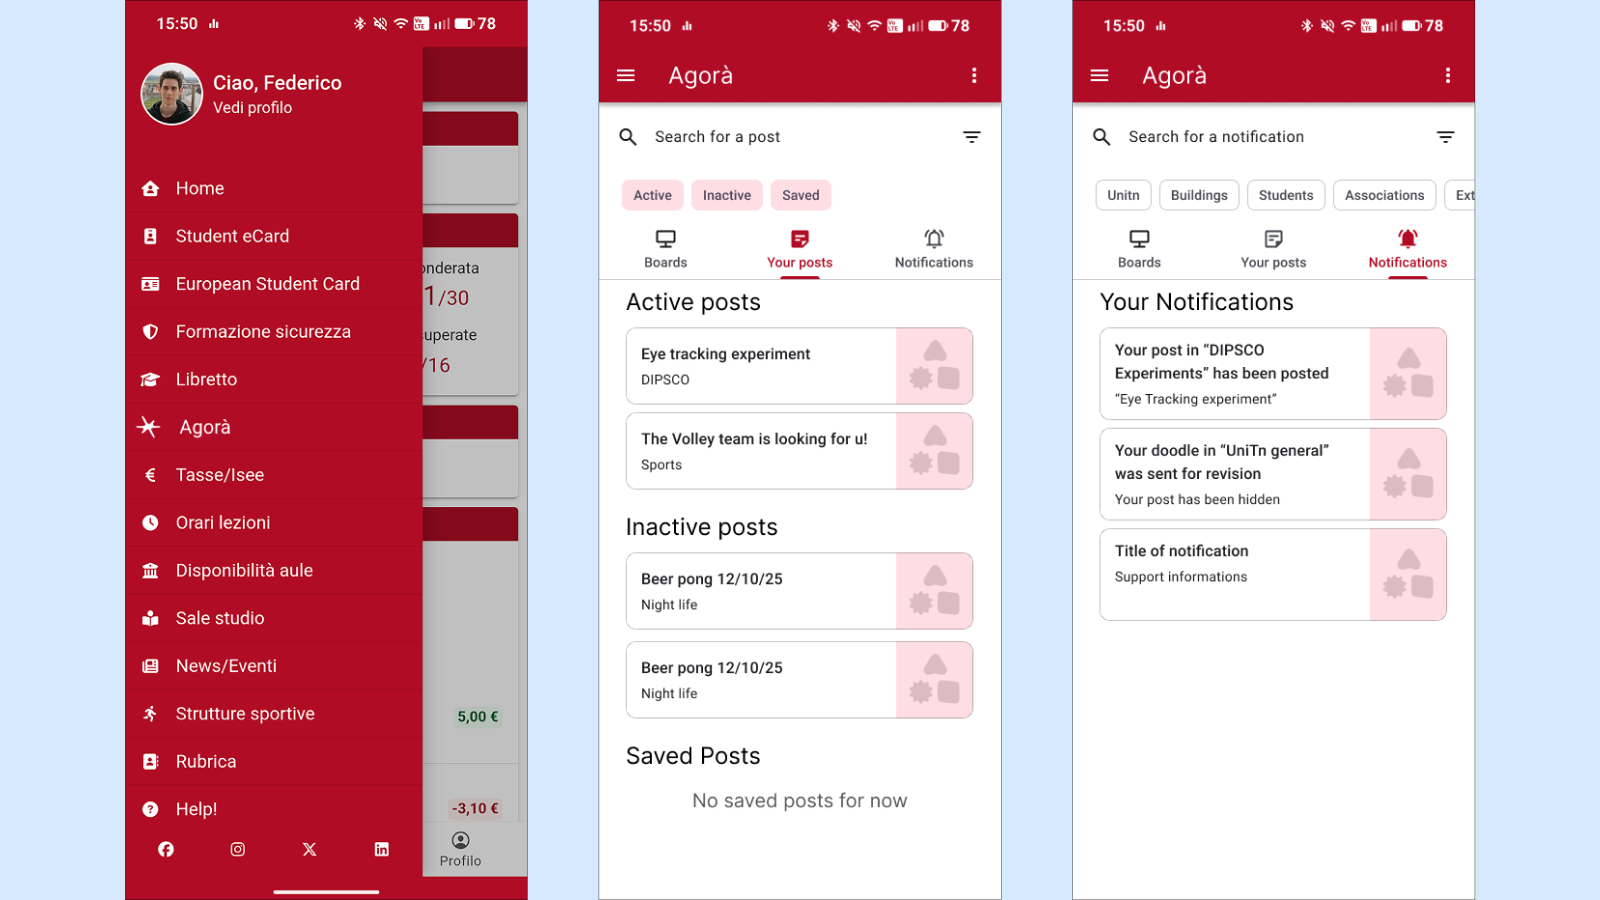 15:50
78
Ciao, Federico
Vedi profilo
Home
Student eCard
European Student Card
Formazione sicurezza
Libretto
Agorà
Tasse/Isee
Orari lezioni
Disponibilità aule
Sale studio
News/Eventi
Strutture sportive
Rubrica
Help!
onderata
1/30
uperate
/16
5,00 €
-3,10 €
Profilo
15:50
78
Agorà
Search for a post
Active Inactive Saved
Boards Your posts Notifications
Active posts
Eye tracking experiment
DIPSCO
The Volley team is looking for u!
Sports
Inactive posts
Beer pong 12/10/25
Night life
Beer pong 12/10/25
Night life
Saved Posts
No saved posts for now
15:50
78
Agorà
Search for a notification
Unitn Buildings Students Associations Ext
Boards Your posts Notifications
Your Notifications
Your post in “DIPSCO
Experiments” has been posted
“Eye Tracking experiment”
Your doodle in “UniTn general”
was sent for revision
Your post has been hidden
Title of notification
Support informations